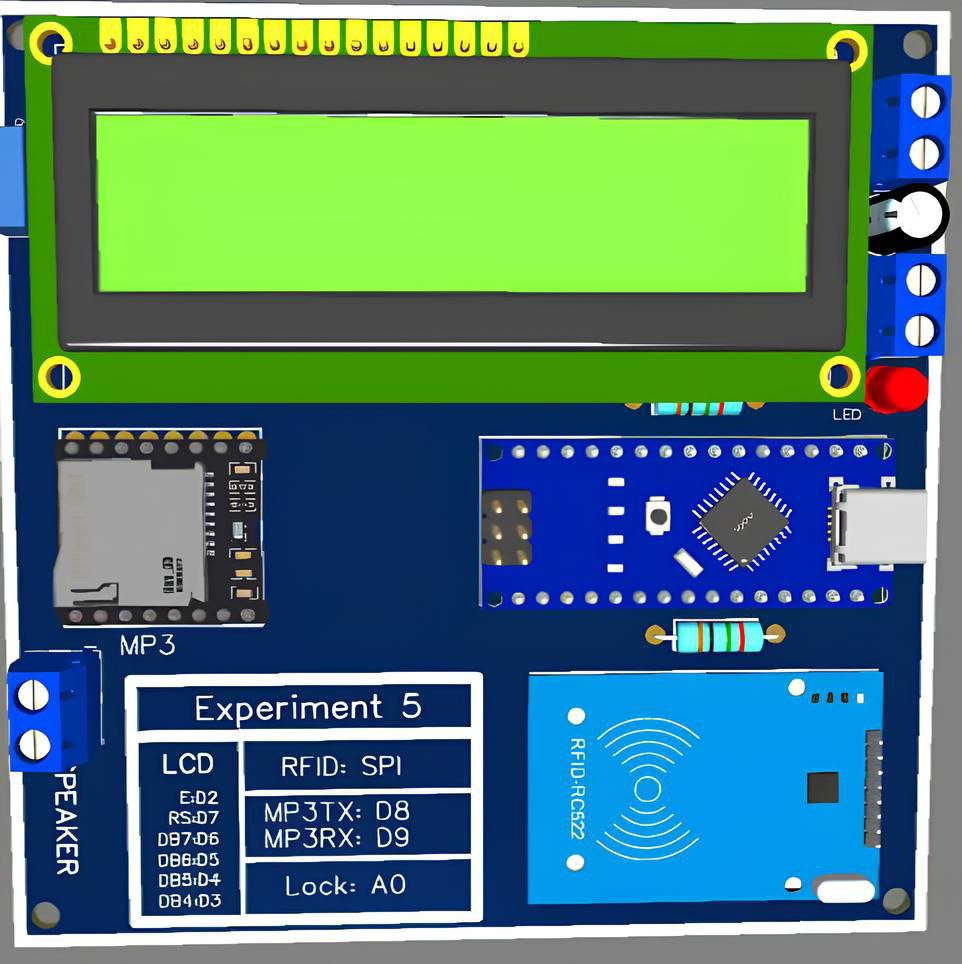 LED
MP3
Experiment 5
LCD
E:D2
RS:D7
DB7:D6
DB6:D5
DB5:D4
DB4:D3
RFID: SPI
MP3TX: D8
MP3RX: D9
Lock: A0
PEAKER
RFID-RC522